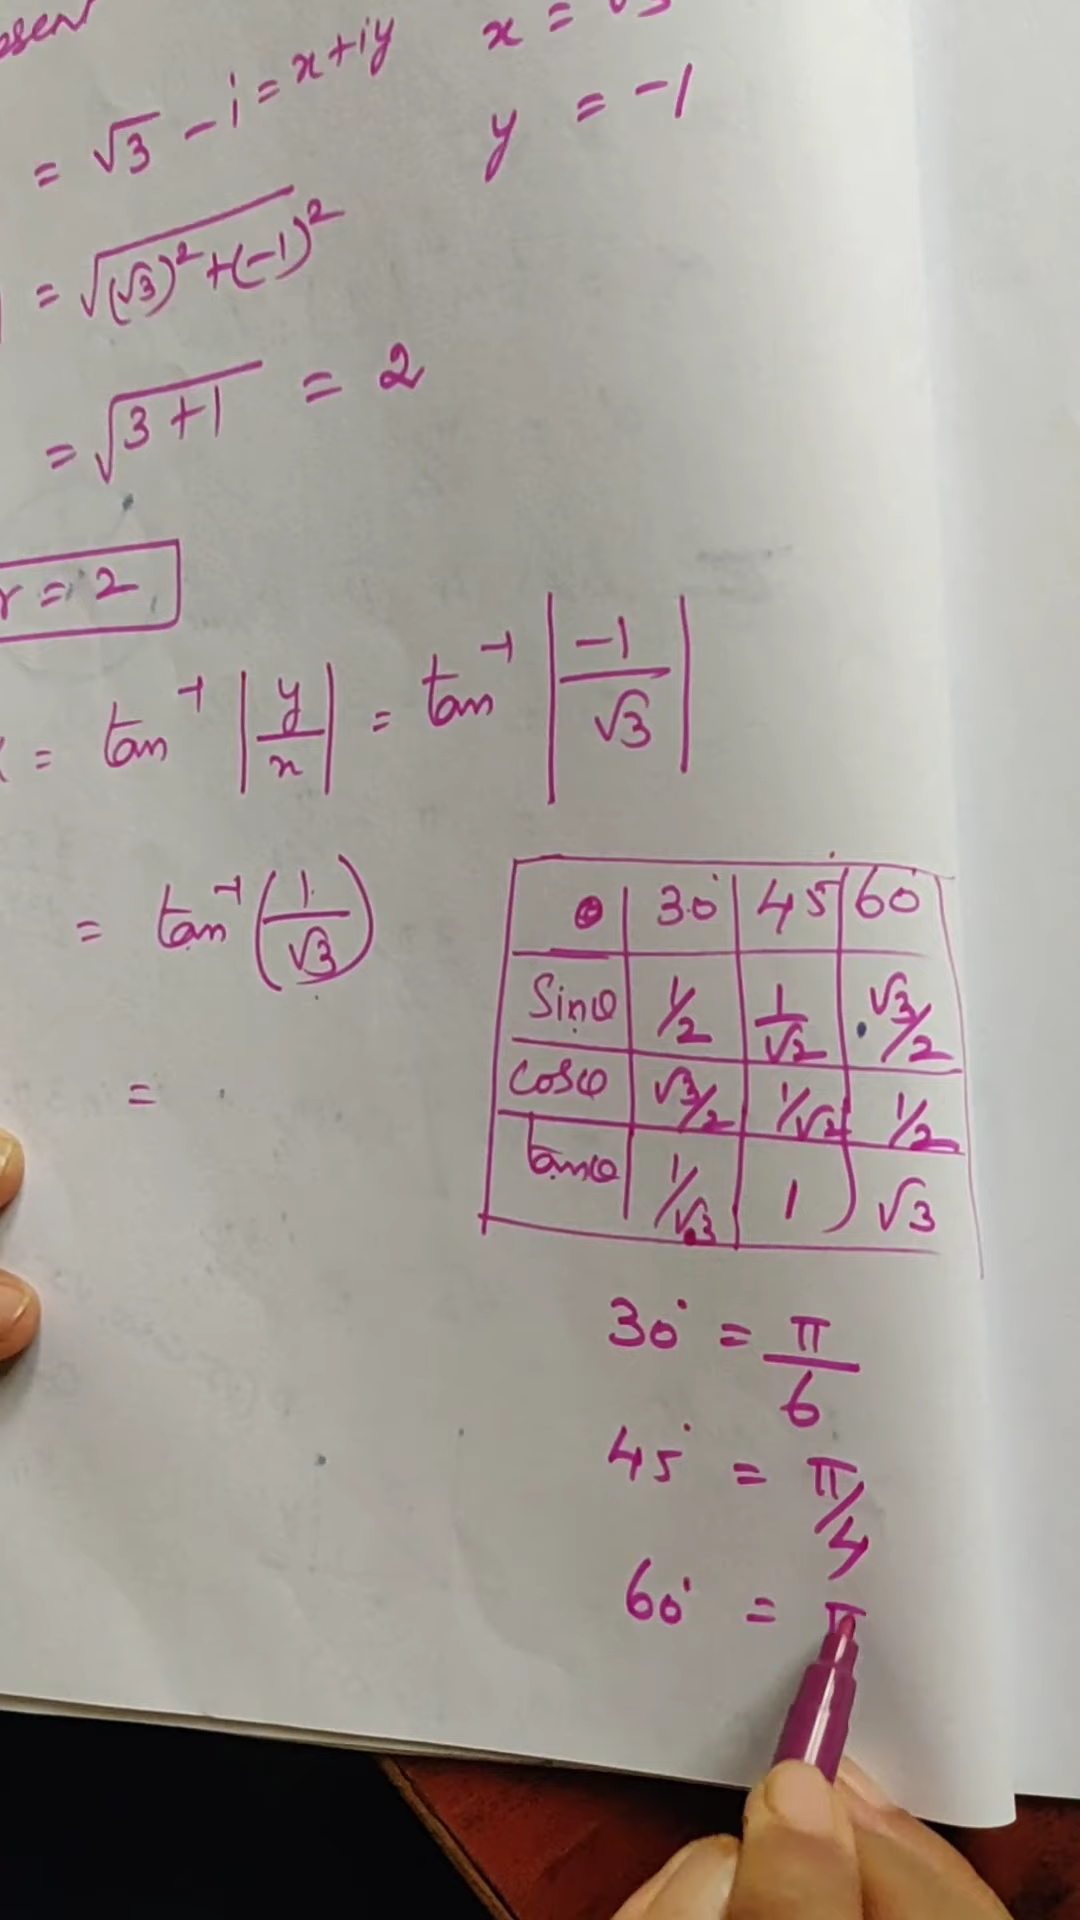 = √3 - i = x+iy x = √3
y = -1
= √((√3)² + (-1)²)
= √(3+1) = 2
r = 2
= tan⁻¹ |y/x| = tan⁻¹ |-1/√3|
= tan⁻¹ (1/√3)
=
θ 30° 45° 60°
Sinθ 1/2 1/√2 √3/2
cosθ √3/2 1/√2 1/2
tanθ 1/√3 1 √3
30° = π/6
45° = π/4
60° = π